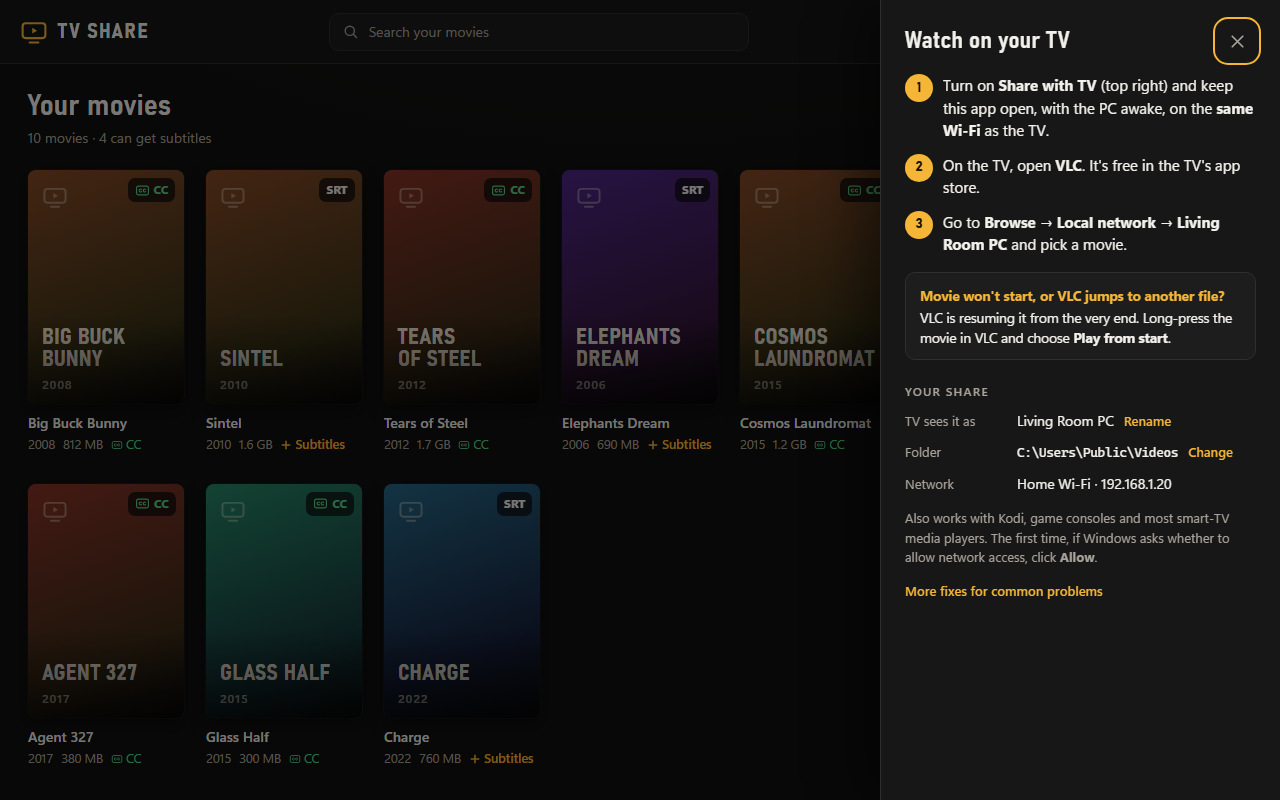 TV SHARE
Search your movies
Your movies
10 movies · 4 can get subtitles
CC
SRT
CC
SRT
CC
BIG BUCK
BUNNY
2008
SINTEL
2010
TEARS
OF STEEL
2012
ELEPHANTS
DREAM
2006
COSMOS
LAUNDROMAT
2015
Big Buck Bunny
2008 812 MB CC
Sintel
2010 1.6 GB + Subtitles
Tears of Steel
2012 1.7 GB CC
Elephants Dream
2006 690 MB + Subtitles
Cosmos Laundromat
2015 1.2 GB CC
CC
CC
SRT
AGENT 327
2017
GLASS HALF
2015
CHARGE
2022
Agent 327
2017 380 MB CC
Glass Half
2015 300 MB CC
Charge
2022 760 MB + Subtitles
Watch on your TV
1 Turn on Share with TV (top right) and keep
this app open, with the PC awake, on the same
Wi-Fi as the TV.
2 On the TV, open VLC. It's free in the TV's app
store.
3 Go to Browse → Local network → Living
Room PC and pick a movie.
Movie won't start, or VLC jumps to another file?
VLC is resuming it from the very end. Long-press the
movie in VLC and choose Play from start.
YOUR SHARE
TV sees it as Living Room PC Rename
Folder C:\Users\Public\Videos Change
Network Home Wi-Fi · 192.168.1.20
Also works with Kodi, game consoles and most smart-TV
media players. The first time, if Windows asks whether to
allow network access, click Allow.
More fixes for common problems